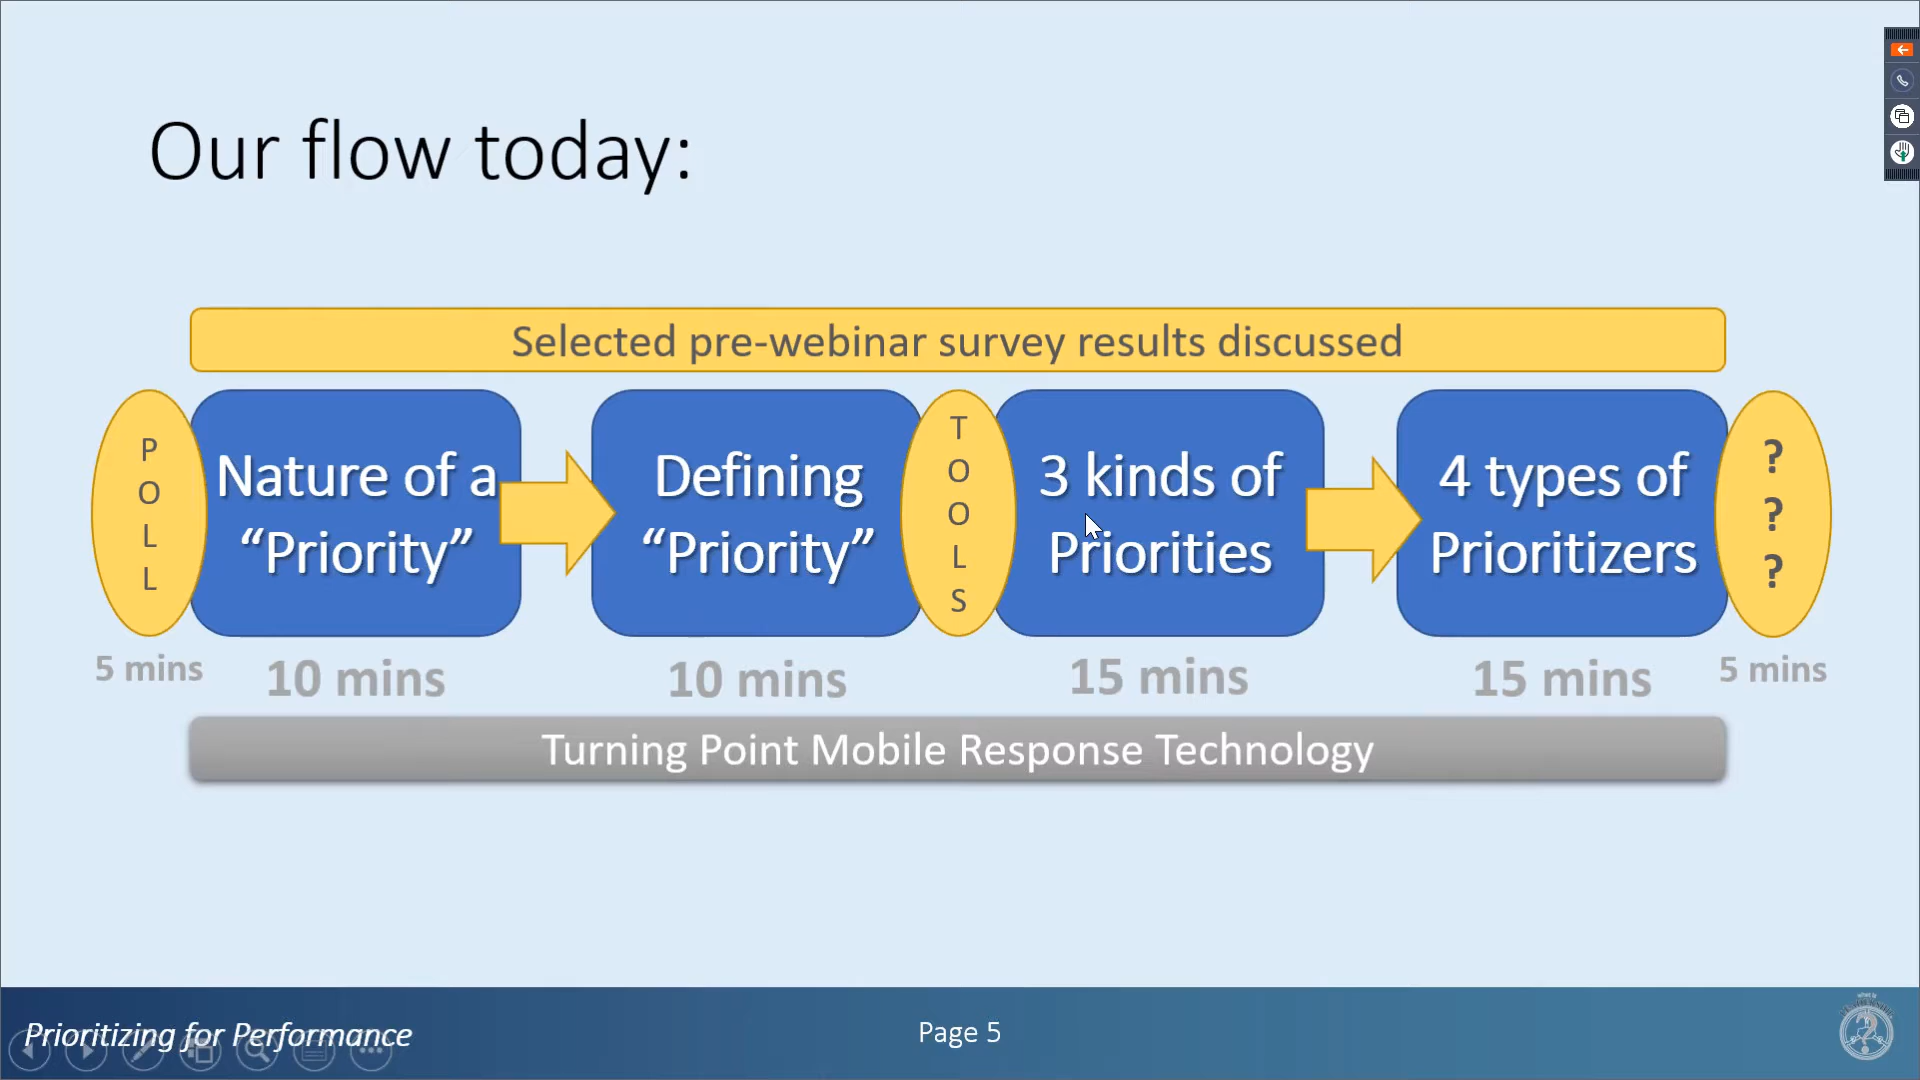 Our flow today:
Selected pre-webinar survey results discussed
POLL
Nature of a
“Priority”
Defining
“Priority”
TOOLS
3 kinds of
Priorities
4 types of
Prioritizers
?
?
?
5 mins
10 mins
10 mins
15 mins
15 mins
5 mins
Turning Point Mobile Response Technology
Prioritizing for Performance
Page 5